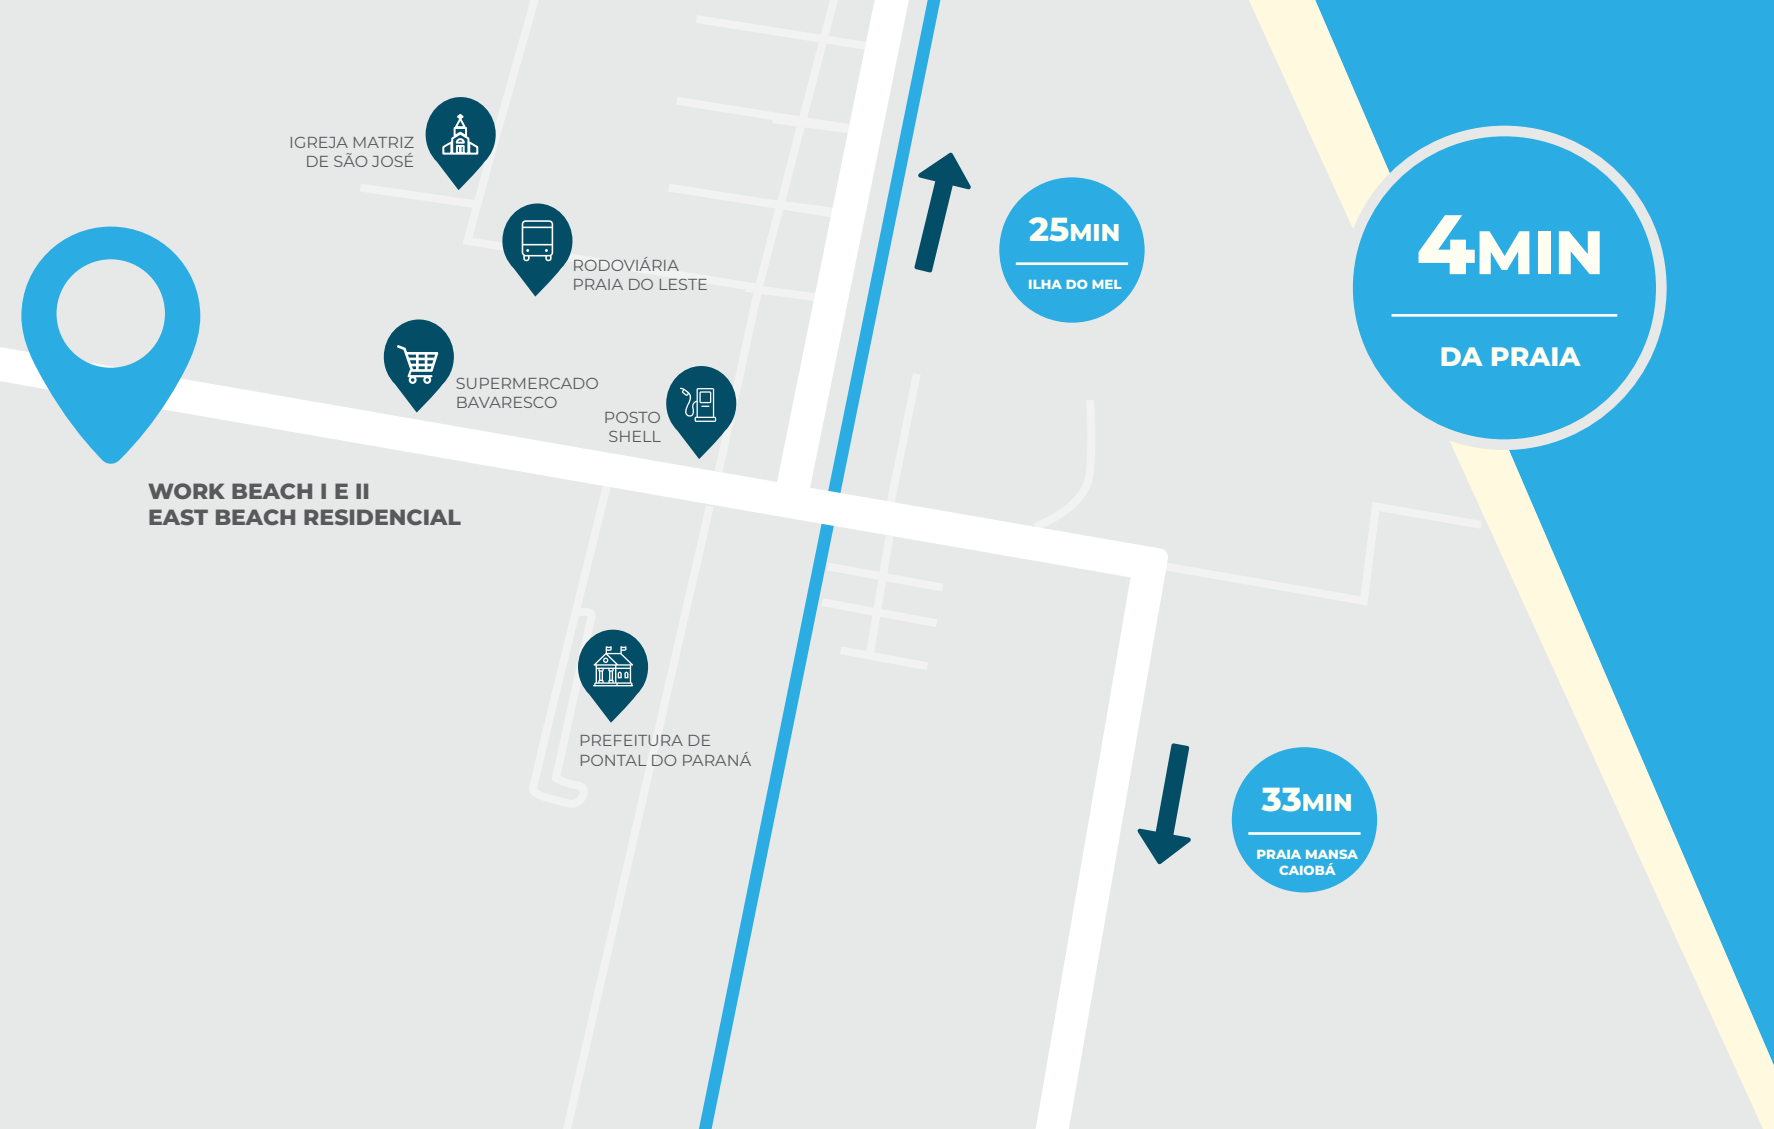 IGREJA MATRIZ
DE SÃO JOSÉ
RODOVIÁRIA
PRAIA DO LESTE
25MIN
ILHA DO MEL
4MIN
DA PRAIA
SUPERMERCADO
BAVARESCO
POSTO
SHELL
WORK BEACH I E II
EAST BEACH RESIDENCIAL
PREFEITURA DE
PONTAL DO PARANÁ
33MIN
PRAIA MANSA
CAIOBÁ